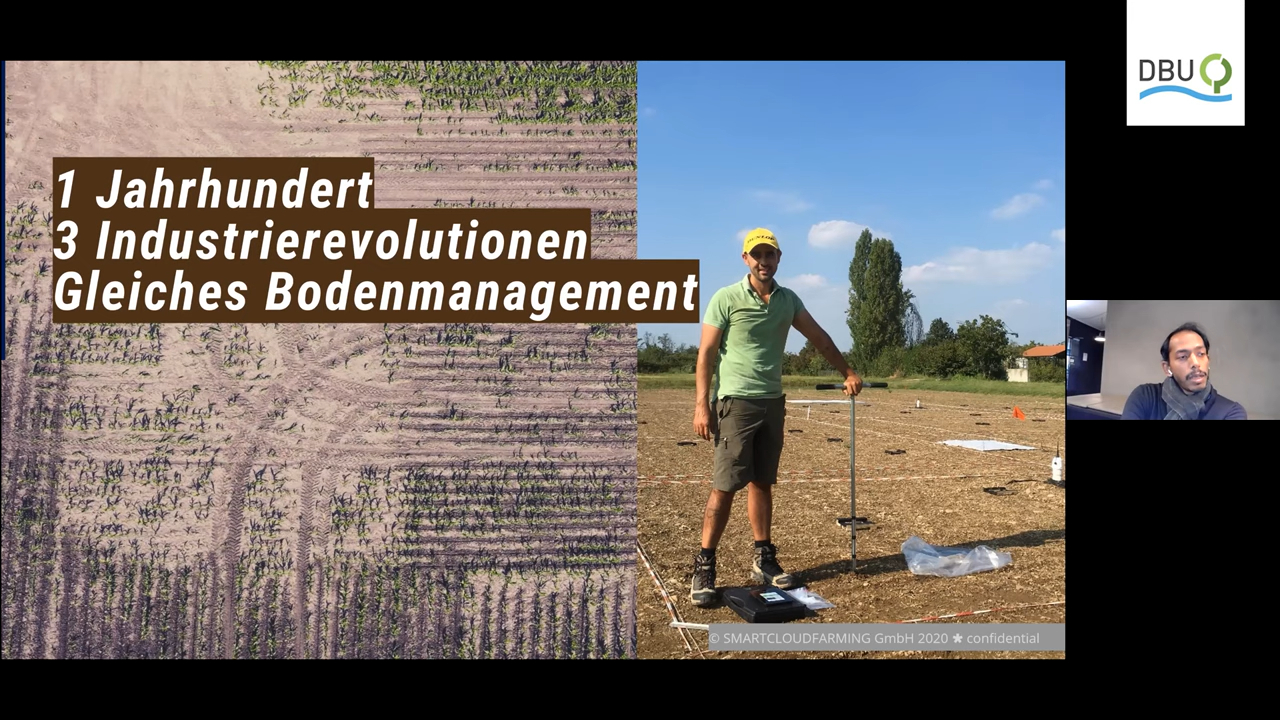 1 Jahrhundert
3 Industrierevolutionen
Gleiches Bodenmanagement
DBU
© SMARTCLOUDFARMING GmbH 2020 ✱ confidential